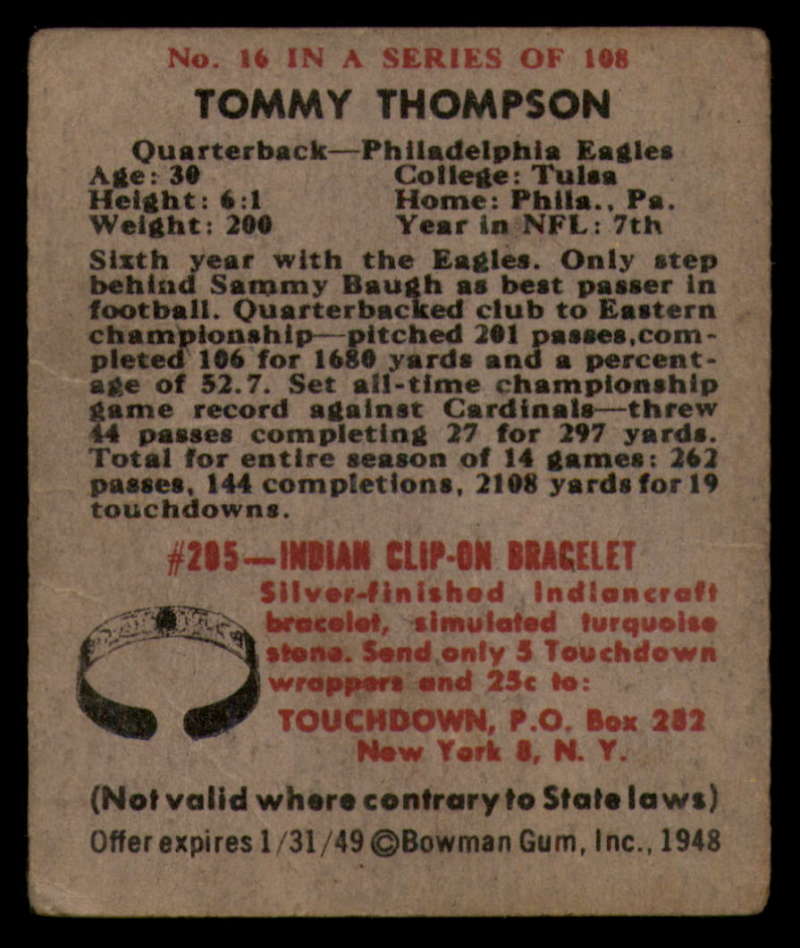 No. 16 IN A SERIES OF 108
TOMMY THOMPSON
Quarterback—Philadelphia Eagles
Age: 30 College: Tulsa
Height: 6:1 Home: Phila., Pa.
Weight: 200 Year in NFL: 7th
Sixth year with the Eagles. Only step
behind Sammy Baugh as best passer in
football. Quarterbacked club to Eastern
championship—pitched 201 passes,com-
pleted 106 for 1680 yards and a percent-
age of 52.7. Set all-time championship
game record against Cardinals—threw
44 passes completing 27 for 297 yards.
Total for entire season of 14 games: 262
passes, 144 completions, 2108 yards for 19
touchdowns.
#205—INDIAN CLIP-ON BRACELET
Silver-finished Indiancraft
bracelet, simulated turquoise
stone. Send only 5 Touchdown
wrappers and 25c to:
TOUCHDOWN, P.O. Box 282
New York 8, N. Y.
(Not valid where contrary to State laws)
Offer expires 1/31/49 ©Bowman Gum, Inc., 1948